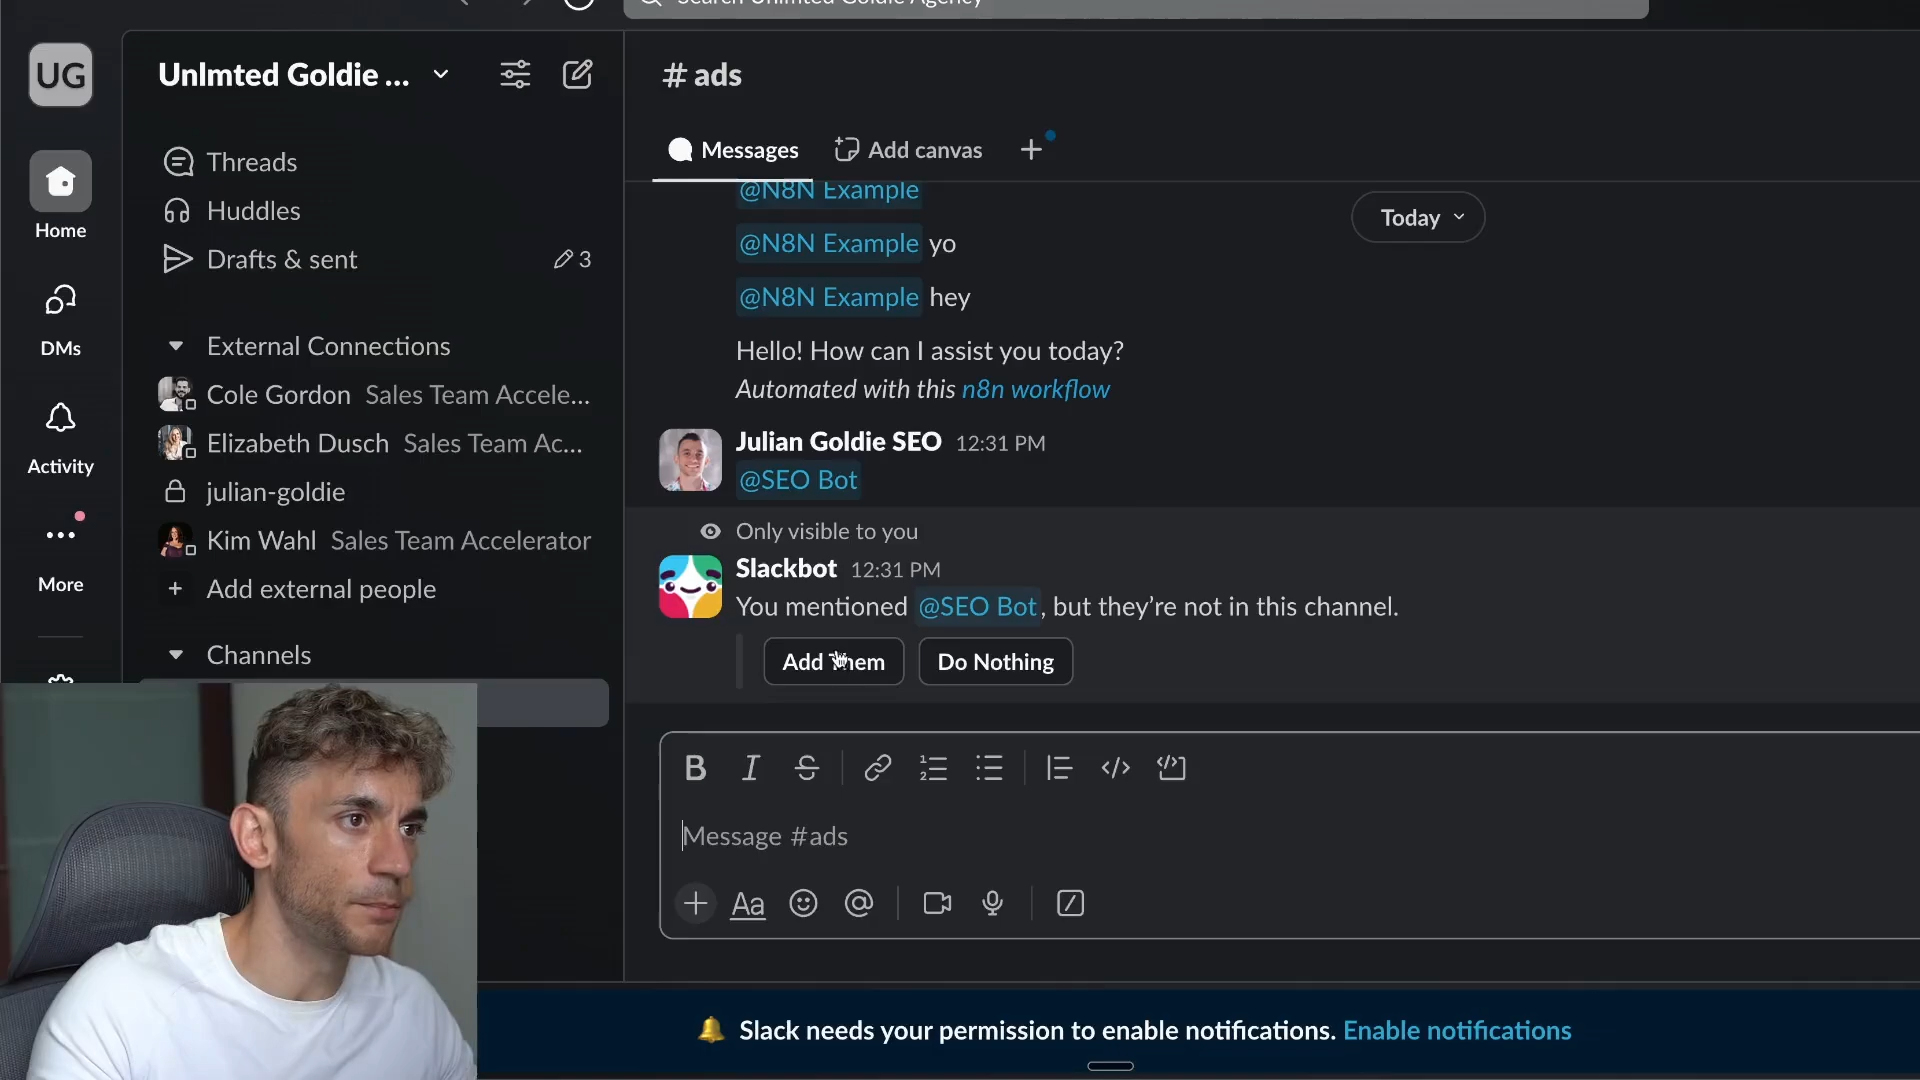 Search Unlmted Goldie Agency
UG
Unlmted Goldie ...
# ads
Threads
Huddles
Drafts & sent
3
Home
DMs
Activity
More
External Connections
Cole Gordon Sales Team Accele...
Elizabeth Dusch Sales Team Ac...
julian-goldie
Kim Wahl Sales Team Accelerator
+ Add external people
Channels
Messages
Add canvas
+
Today
@N8N Example
@N8N Example yo
@N8N Example hey
Hello! How can I assist you today?
Automated with this n8n workflow
Julian Goldie SEO 12:31 PM
@SEO Bot
Only visible to you
Slackbot 12:31 PM
You mentioned @SEO Bot, but they’re not in this channel.
Add Them
Do Nothing
B I S
Message #ads
+ Aa @
Slack needs your permission to enable notifications. Enable notifications